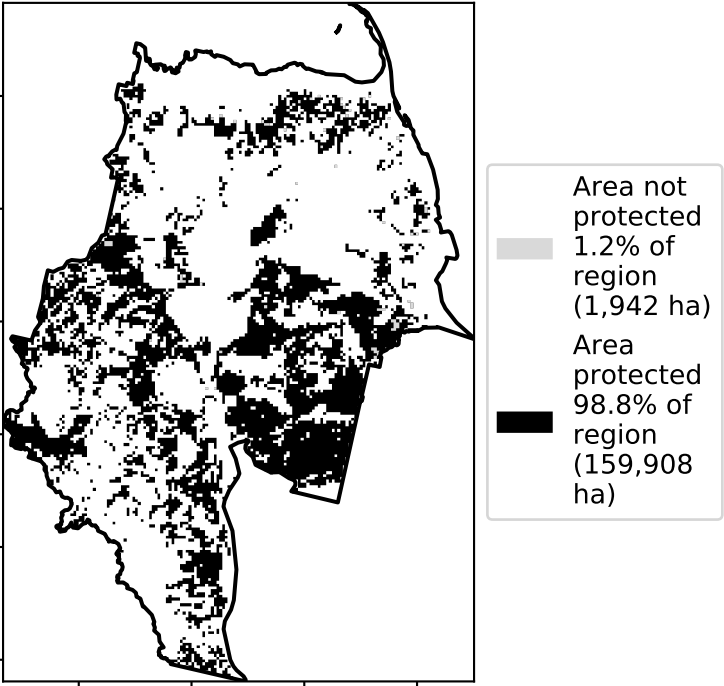 Area not
protected
1.2% of
region
(1,942 ha)
Area
protected
98.8% of
region
(159,908
ha)